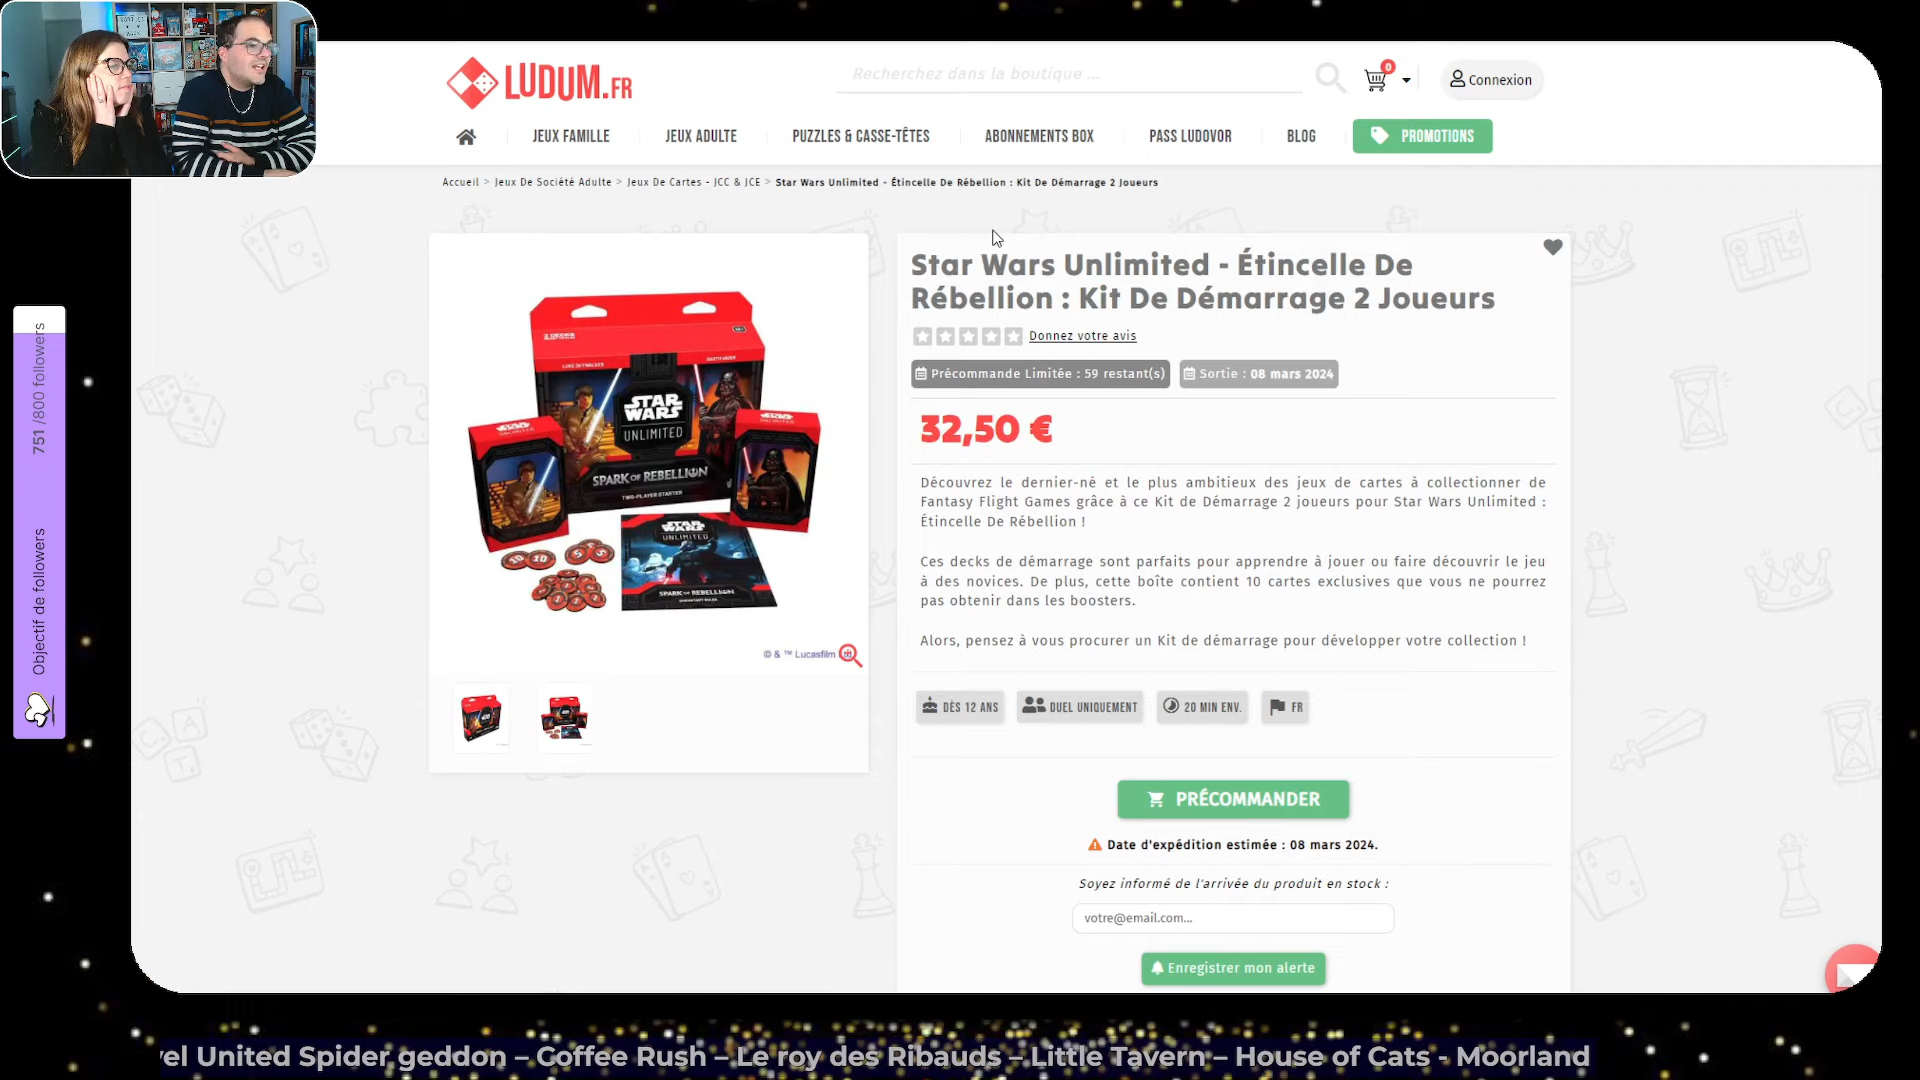 LUDUM.FR
Recherchez dans la boutique ...
0
Connexion
JEUX FAMILLE
JEUX ADULTE
PUZZLES & CASSE-TÊTES
ABONNEMENTS BOX
PASS LUDOVOR
BLOG
PROMOTIONS
Accueil > Jeux De Société Adulte > Jeux De Cartes - JCC & JCE > Star Wars Unlimited - Étincelle De Rébellion : Kit De Démarrage 2 Joueurs
LUKE SKYWALKER
DARTH VADER
STAR WARS
UNLIMITED
SPARK OF REBELLION
TWO-PLAYER STARTER
STAR WARS
UNLIMITED
SPARK OF REBELLION
© & ™ Lucasfilm
Star Wars Unlimited - Étincelle De
Rébellion : Kit De Démarrage 2 Joueurs
Donnez votre avis
Précommande Limitée : 59 restant(s)
Sortie : 08 mars 2024
32,50 €
Découvrez le dernier-né et le plus ambitieux des jeux de cartes à collectionner de
Fantasy Flight Games grâce à ce Kit de Démarrage 2 joueurs pour Star Wars Unlimited :
Étincelle De Rébellion !
Ces decks de démarrage sont parfaits pour apprendre à jouer ou faire découvrir le jeu
à des novices. De plus, cette boîte contient 10 cartes exclusives que vous ne pourrez
pas obtenir dans les boosters.
Alors, pensez à vous procurer un Kit de démarrage pour développer votre collection !
DÈS 12 ANS
DUEL UNIQUEMENT
20 MIN ENV.
FR
PRÉCOMMANDER
Date d'expédition estimée : 08 mars 2024.
Soyez informé de l'arrivée du produit en stock :
votre@email.com...
Enregistrer mon alerte
Objectif de followers
751 /800 followers
el United Spider geddon – Coffee Rush – Le roy des Ribauds – Little Tavern – House of Cats - Moorland